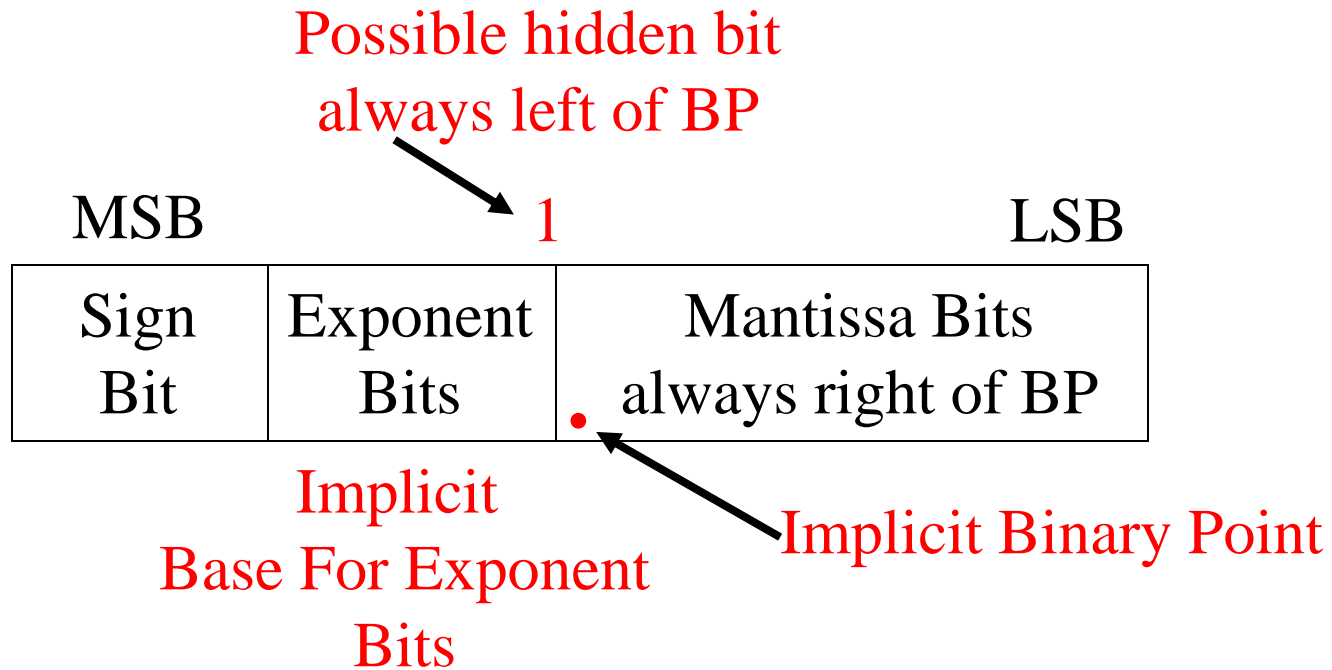 Possible hidden bit
always left of BP
MSB 1 LSB
Sign Exponent Mantissa Bits
Bit Bits . always right of BP
Implicit
Implicit Binary Point
Base For Exponent
Bits